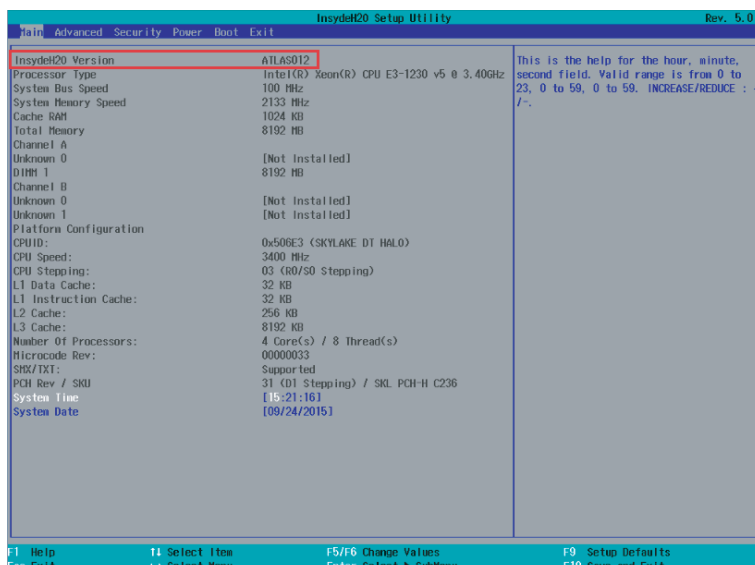 InsydeH20 Setup Utility Rev. 5.0
Main Advanced Security Power Boot Exit
InsydeH20 Version ATLAS012
Processor Type Intel(R) Xeon(R) CPU E3-1230 v5 @ 3.40GHz
System Bus Speed 100 MHz
System Memory Speed 2133 MHz
Cache RAM 1024 KB
Total Memory 8192 MB
Channel A
Unknown 0 [Not Installed]
DIMM 1 8192 MB
Channel B
Unknown 0 [Not Installed]
Unknown 1 [Not Installed]
Platform Configuration
CPUID: 0x506E3 (SKYLAKE DT HALO)
CPU Speed: 3400 MHz
CPU Stepping: 03 (R0/S0 Stepping)
L1 Data Cache: 32 KB
L1 Instruction Cache: 32 KB
L2 Cache: 256 KB
L3 Cache: 8192 KB
Number Of Processors: 4 Core(s) / 8 Thread(s)
Microcode Rev: 00000033
SMX/TXT: Supported
PCH Rev / SKU 31 (D1 Stepping) / SKL PCH-H C236
System Time [15:21:16]
System Date [09/24/2015]
This is the help for the hour, minute,
second field. Valid range is from 0 to
23, 0 to 59, 0 to 59. INCREASE/REDUCE :
/-.
F1 Help ↑↓ Select Item F5/F6 Change Values F9 Setup Defaults